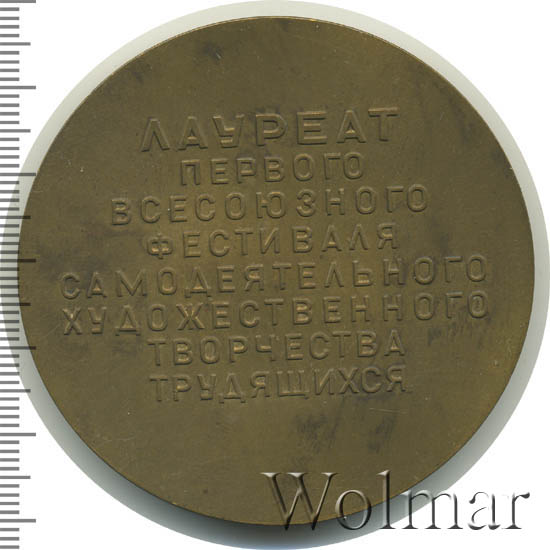 ЛАУРЕАТ
ПЕРВОГО
ВСЕСОЮЗНОГО
ФЕСТИВАЛЯ
САМОДЕЯТЕЛЬНОГО
ХУДОЖЕСТВЕННОГО
ТВОРЧЕСТВА
ТРУДЯЩИХСЯ
Wolmar